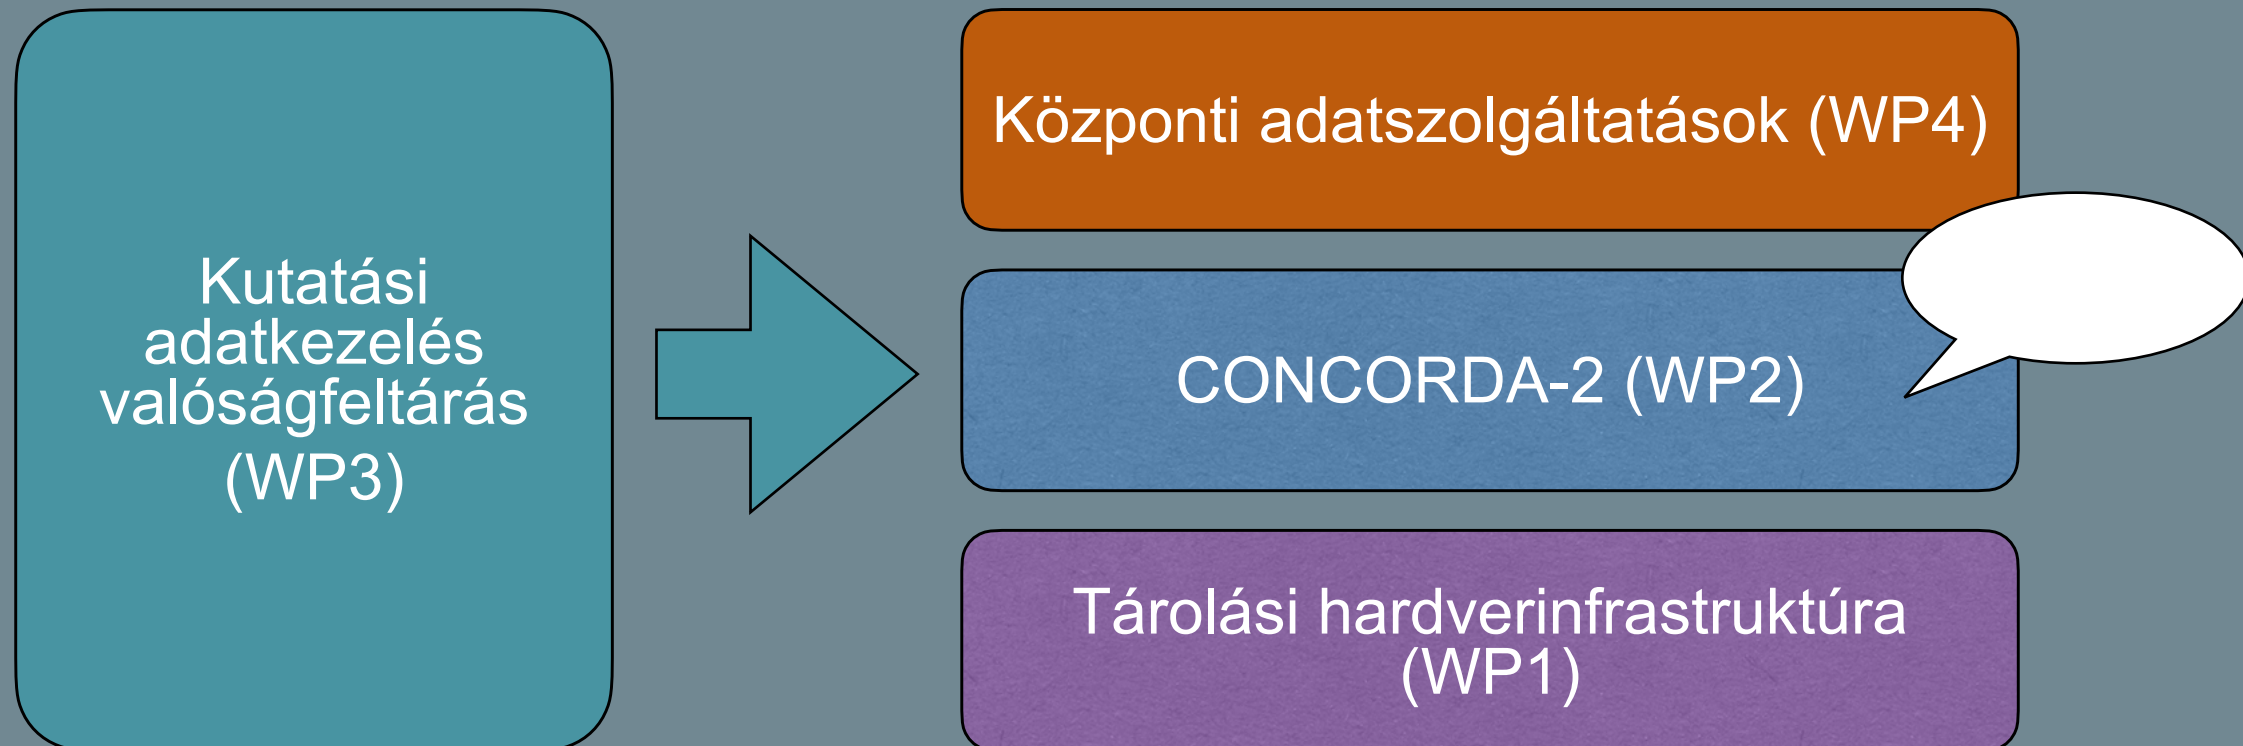 Kutatási
adatkezelés
valóságfeltárás
(WP3)
Központi adatszolgáltatások (WP4)
CONCORDA-2 (WP2)
Tárolási hardverinfrastruktúra
(WP1)